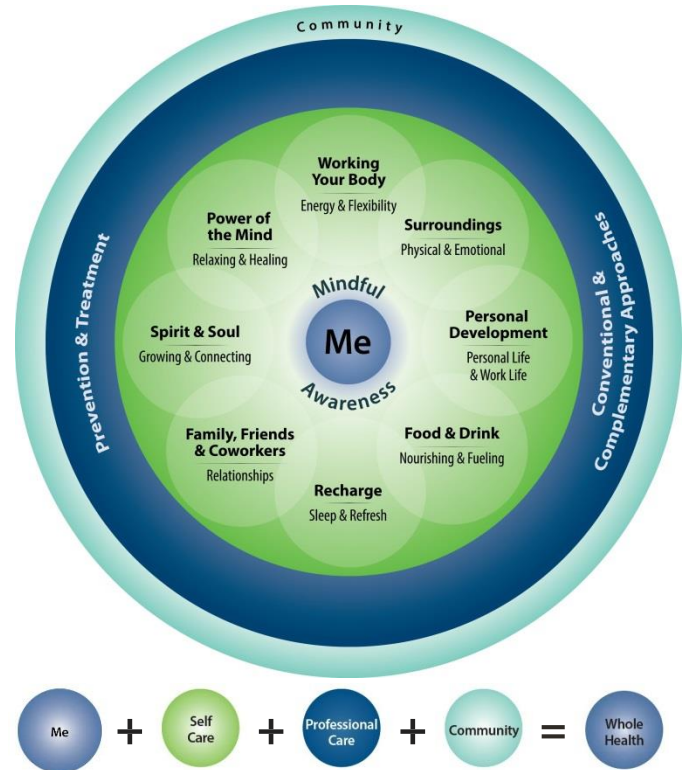 Community
Prevention & Treatment
Conventional &
Complementary Approaches
Working
Your Body
Energy & Flexibility
Surroundings
Physical & Emotional
Personal
Development
Personal Life
& Work Life
Food & Drink
Nourishing & Fueling
Recharge
Sleep & Refresh
Family, Friends
& Coworkers
Relationships
Spirit & Soul
Growing & Connecting
Power of
the Mind
Relaxing & Healing
Mindful
Me
Awareness
Me
+
Self
Care
+
Professional
Care
+
Community
=
Whole
Health